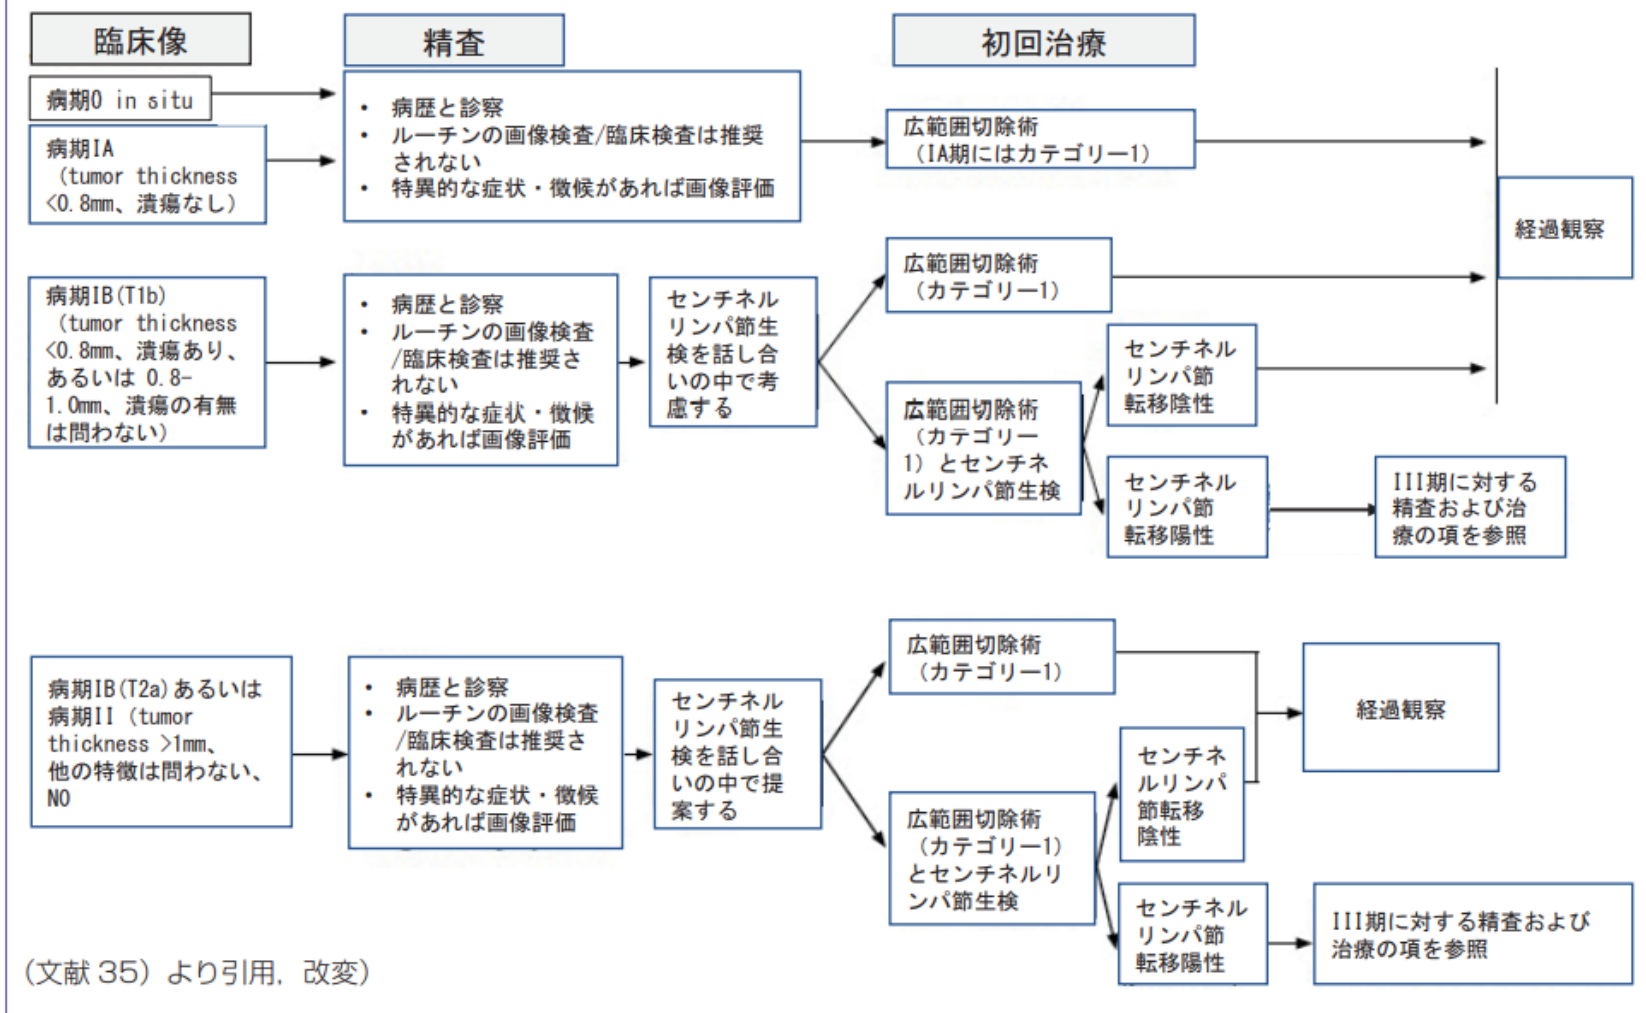 臨床像
精査
初回治療
病期0 in situ
病期IA
（tumor thickness
<0.8mm、潰瘍なし）
• 病歴と診察
• ルーチンの画像検査/臨床検査は推奨
されない
• 特異的な症状・徴候があれば画像評価
広範囲切除術
（IA期にはカテゴリー1）
経過観察
病期IB(T1b)
（tumor thickness
<0.8mm、潰瘍あり、
あるいは 0.8-
1.0mm、潰瘍の有無
は問わない）
• 病歴と診察
• ルーチンの画像検査
/臨床検査は推奨さ
れない
• 特異的な症状・徴候
があれば画像評価
センチネル
リンパ節生
検を話し合
いの中で考
慮する
広範囲切除術
（カテゴリー1）
広範囲切除術
（カテゴリー
1）とセンチネ
ルリンパ節生検
センチネル
リンパ節
転移陰性
センチネル
リンパ節
転移陽性
III期に対する
精査および治
療の項を参照
病期IB(T2a)あるいは
病期II（tumor
thickness >1mm、
他の特徴は問わない、
N0
• 病歴と診察
• ルーチンの画像検査
/臨床検査は推奨さ
れない
• 特異的な症状・徴候
があれば画像評価
センチネル
リンパ節生
検を話し合
いの中で提
案する
広範囲切除術
（カテゴリー1）
広範囲切除術
（カテゴリー1）
とセンチネルリ
ンパ節生検
センチネ
ルリンパ
節転移
陰性
センチネル
リンパ節
転移陽性
経過観察
III期に対する精査および
治療の項を参照
（文献 35）より引用，改変）